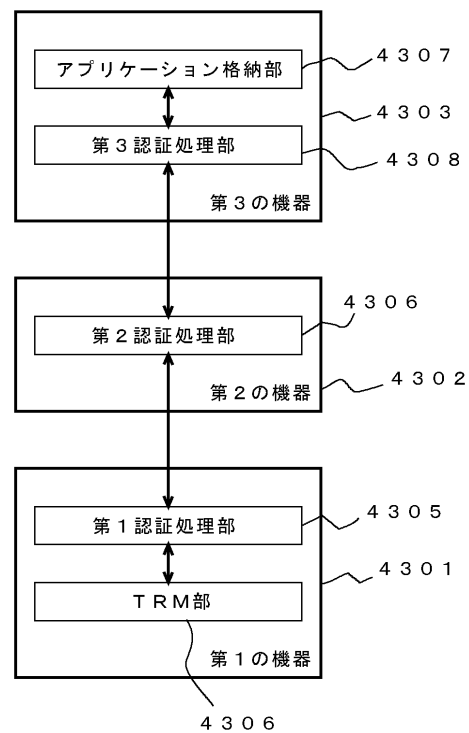 アプリケーション格納部
4307
4303
第3認証処理部
4308
第3の機器
4306
第2認証処理部
4302
第2の機器
4305
第1認証処理部
4301
TRM部
第1の機器
4306